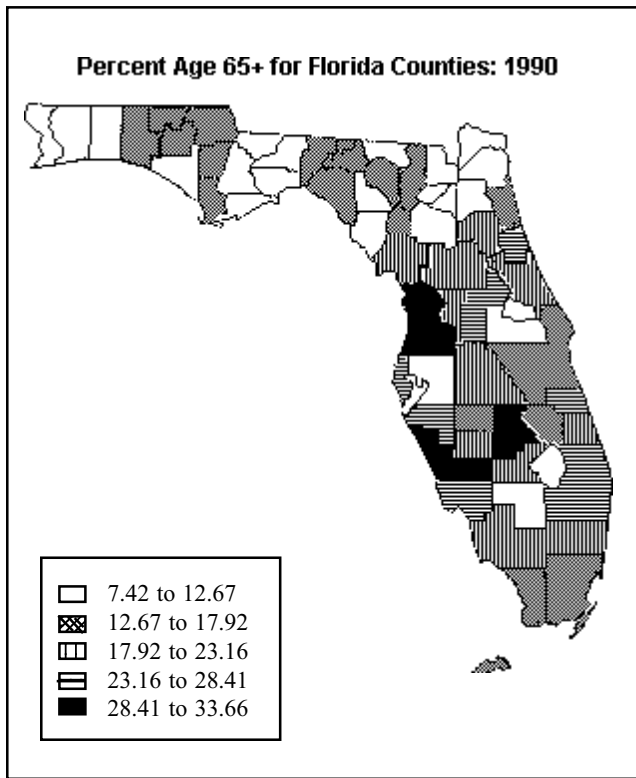 Percent Age 65+ for Florida Counties: 1990
7.42 to 12.67
12.67 to 17.92
17.92 to 23.16
23.16 to 28.41
28.41 to 33.66